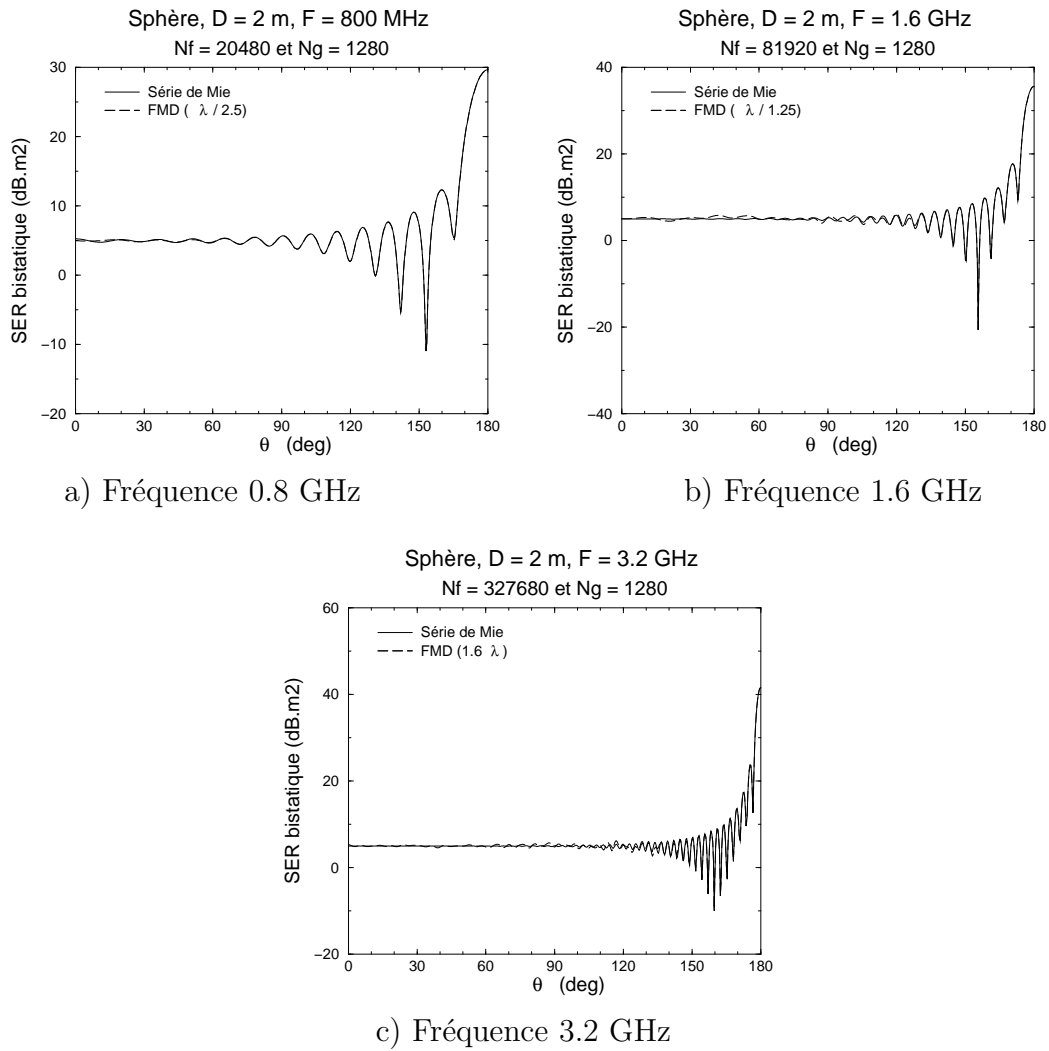 Sphère, D = 2 m, F = 800 MHz
Nf = 20480 et Ng = 1280
30
20
10
0
−10
−20
SER bistatique (dB.m2)
Série de Mie
FMD ( λ / 2.5)
0 30 60 90 120 150 180
θ (deg)
a) Fréquence 0.8 GHz
Sphère, D = 2 m, F = 1.6 GHz
Nf = 81920 et Ng = 1280
40
20
0
−20
−40
SER bistatique (dB.m2)
Série de Mie
FMD ( λ / 1.25)
0 30 60 90 120 150 180
θ (deg)
b) Fréquence 1.6 GHz
Sphère, D = 2 m, F = 3.2 GHz
Nf = 327680 et Ng = 1280
60
40
20
0
−20
SER bistatique (dB.m2)
Série de Mie
FMD (1.6 λ )
0 30 60 90 120 150 180
θ (deg)
c) Fréquence 3.2 GHz